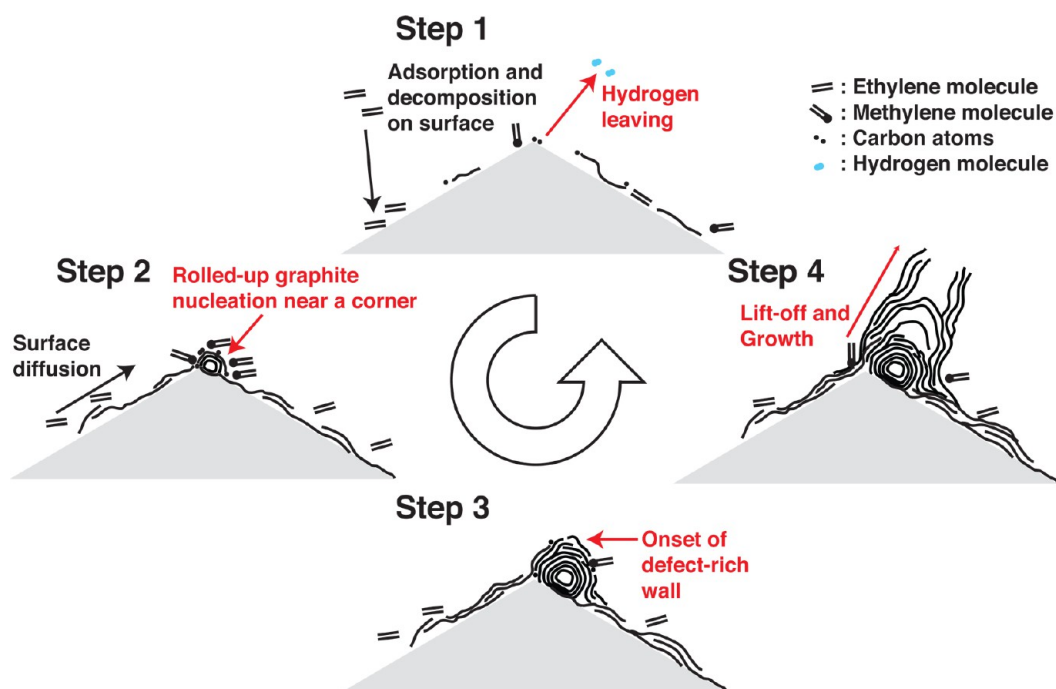 Step 1
Adsorption and
decomposition
on surface
Hydrogen
leaving
: Ethylene molecule
: Methylene molecule
: Carbon atoms
: Hydrogen molecule
Step 2
Rolled-up graphite
nucleation near a corner
Surface
diffusion
Step 4
Lift-off and
Growth
Step 3
Onset of
defect-rich
wall